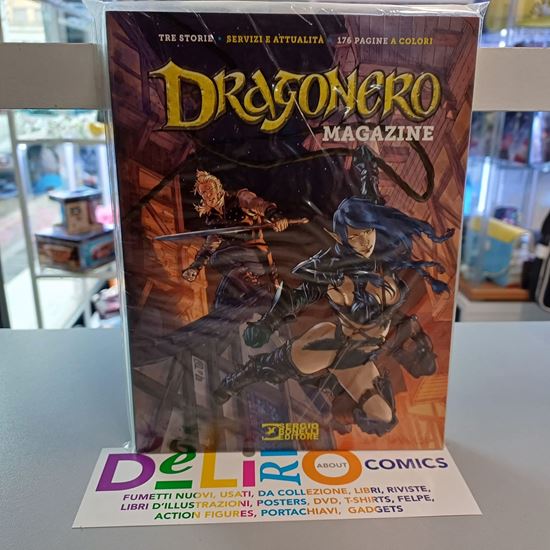 TRE STORIE • SERVIZI E ATTUALITÀ • 176 PAGINE A COLORI
DRAGONERO
MAGAZINE
SERGIO
BONELLI
EDITORE
DeLiRiO ABOUT COMICS
FUMETTI NUOVI, USATI, DA COLLEZIONE, LIBRI, RIVISTE,
LIBRI D'ILLUSTRAZIONI, POSTERS, DVD, T-SHIRTS, FELPE,
ACTION FIGURES, PORTACHIAVI, GADGETS